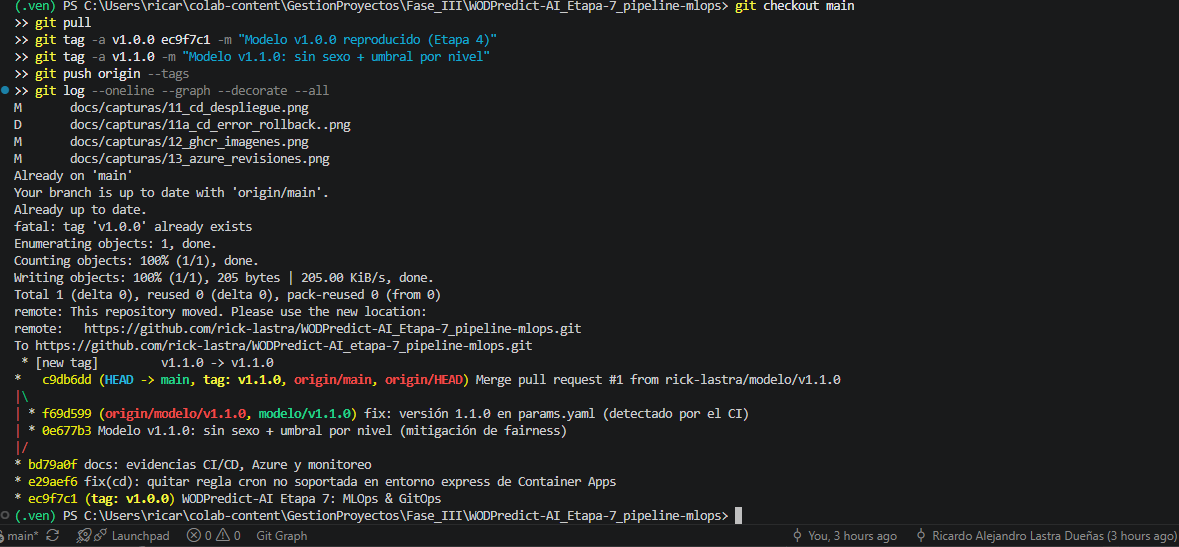 (.ven) PS C:\Users\ricar\colab-content\GestionProyectos\Fase_III\WODPredict-AI_Etapa-7_pipeline-mlops> git checkout main
>> git pull
>> git tag -a v1.0.0 ec9f7c1 -m "Modelo v1.0.0 reproducido (Etapa 4)"
>> git tag -a v1.1.0 -m "Modelo v1.1.0: sin sexo + umbral por nivel"
>> git push origin --tags
>> git log --oneline --graph --decorate --all
M       docs/capturas/11_cd_despliegue.png
D       docs/capturas/11a_cd_error_rollback..png
M       docs/capturas/12_ghcr_imagenes.png
M       docs/capturas/13_azure_revisiones.png
Already on 'main'
Your branch is up to date with 'origin/main'.
Already up to date.
fatal: tag 'v1.0.0' already exists
Enumerating objects: 1, done.
Counting objects: 100% (1/1), done.
Writing objects: 100% (1/1), 205 bytes | 205.00 KiB/s, done.
Total 1 (delta 0), reused 0 (delta 0), pack-reused 0 (from 0)
remote: This repository moved. Please use the new location:
remote:   https://github.com/rick-lastra/WODPredict-AI_Etapa-7_pipeline-mlops.git
To https://github.com/rick-lastra/WODPredict-AI_etapa-7_pipeline-mlops.git
 * [new tag]         v1.1.0 -> v1.1.0
*   c9db6dd (HEAD -> main, tag: v1.1.0, origin/main, origin/HEAD) Merge pull request #1 from rick-lastra/modelo/v1.1.0
|\
| * f69d599 (origin/modelo/v1.1.0, modelo/v1.1.0) fix: versión 1.1.0 en params.yaml (detectado por el CI)
| * 0e677b3 Modelo v1.1.0: sin sexo + umbral por nivel (mitigación de fairness)
|/
* bd79a0f docs: evidencias CI/CD, Azure y monitoreo
* e29aef6 fix(cd): quitar regla cron no soportada en entorno express de Container Apps
* ec9f7c1 (tag: v1.0.0) WODPredict-AI Etapa 7: MLOps & GitOps
(.ven) PS C:\Users\ricar\colab-content\GestionProyectos\Fase_III\WODPredict-AI_Etapa-7_pipeline-mlops>
main* Launchpad 0 0 Git Graph You, 3 hours ago Ricardo Alejandro Lastra Dueñas (3 hours ago)